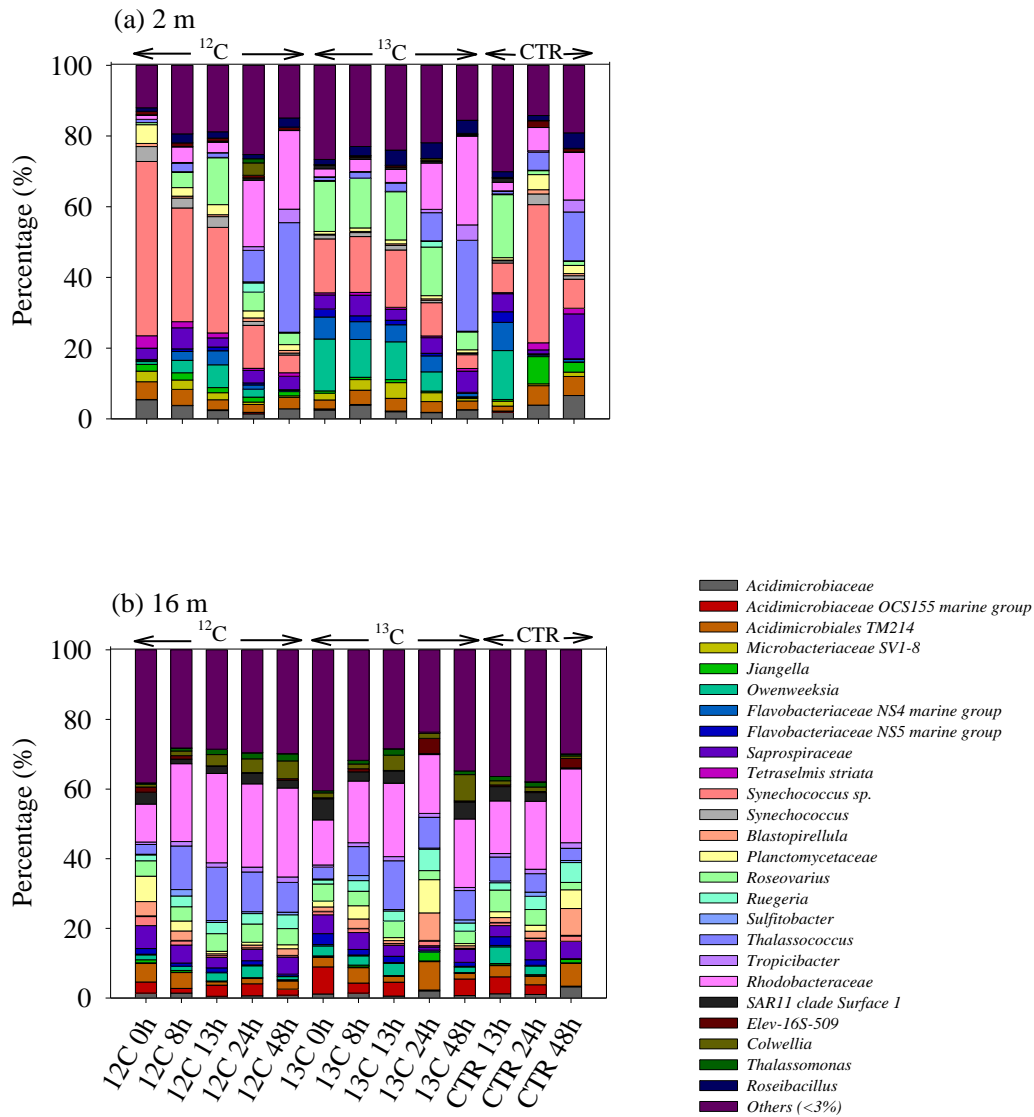 (a) 2 m
12C
13C
CTR
Percentage (%)
100
80
60
40
20
0
(b) 16 m
12C
13C
CTR
Percentage (%)
100
80
60
40
20
0
12C 0h
12C 8h
12C 13h
12C 24h
12C 48h
13C 0h
13C 8h
13C 13h
13C 24h
13C 48h
CTR 13h
CTR 24h
CTR 48h
Acidimicrobiaceae
Acidimicrobiaceae OCS155 marine group
Acidimicrobiales TM214
Microbacteriaceae SV1-8
Jiangella
Owenweeksia
Flavobacteriaceae NS4 marine group
Flavobacteriaceae NS5 marine group
Saprospiraceae
Tetraselmis striata
Synechococcus sp.
Synechococcus
Blastopirellula
Planctomycetaceae
Roseovarius
Ruegeria
Sulfitobacter
Thalassococus
Tropicibacter
Rhodobacteraceae
SAR11 clade Surface 1
Elev-16S-509
Colwellia
Thalassomonas
Roseibacillus
Others (<3%)